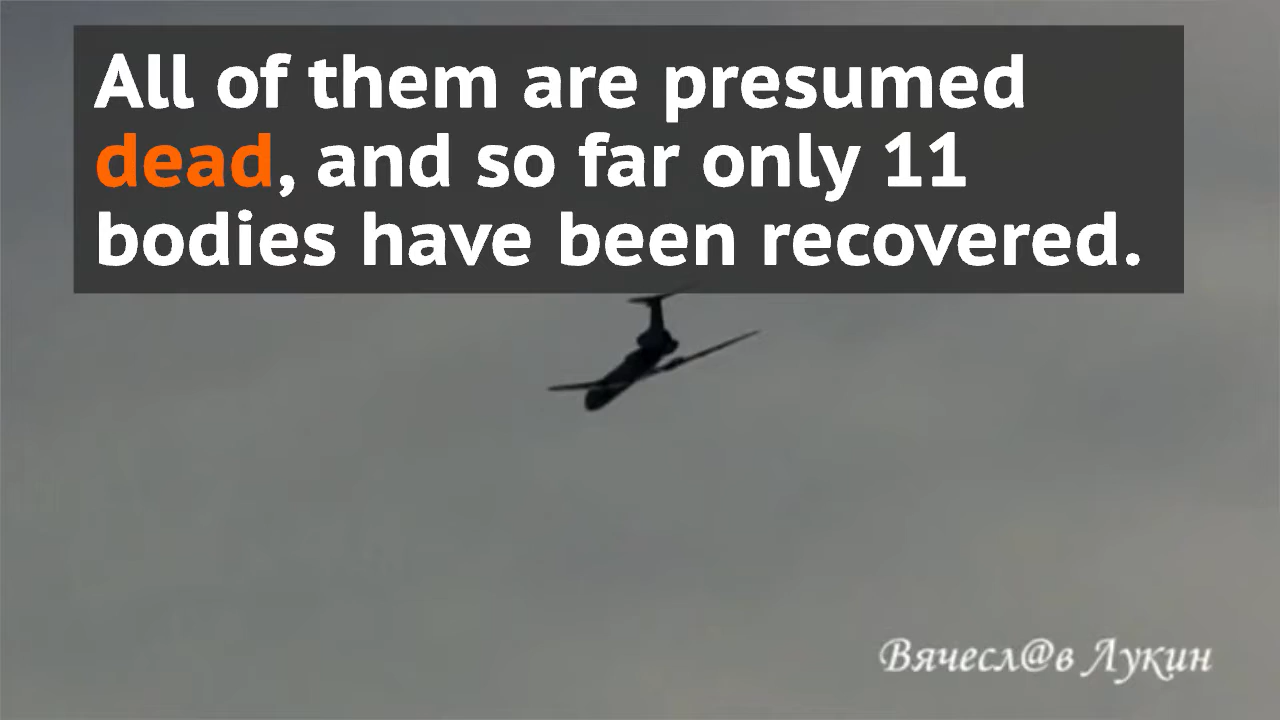 All of them are presumed
dead, and so far only 11
bodies have been recovered.
Вячесл@в Лукин